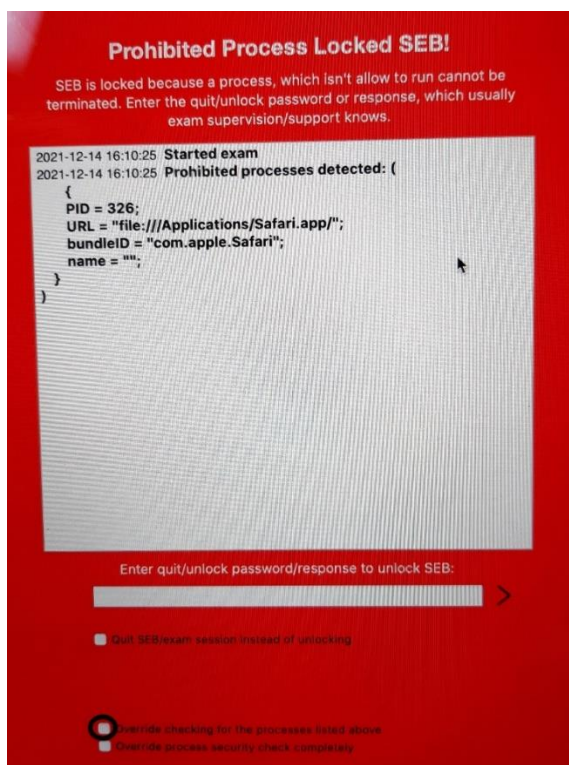 Prohibited Process Locked SEB!
SEB is locked because a process, which isn't allow to run cannot be
terminated. Enter the quit/unlock password or response, which usually
exam supervision/support knows.
2021-12-14 16:10:25 Started exam
2021-12-14 16:10:25 Prohibited processes detected: (
{
PID = 326;
URL = "file:///Applications/Safari.app/";
bundleID = "com.apple.Safari";
name = "";
}
)
Enter quit/unlock password/response to unlock SEB:
Quit SEB/exam session instead of unlocking
Override checking for the processes listed above
Override process security check completely